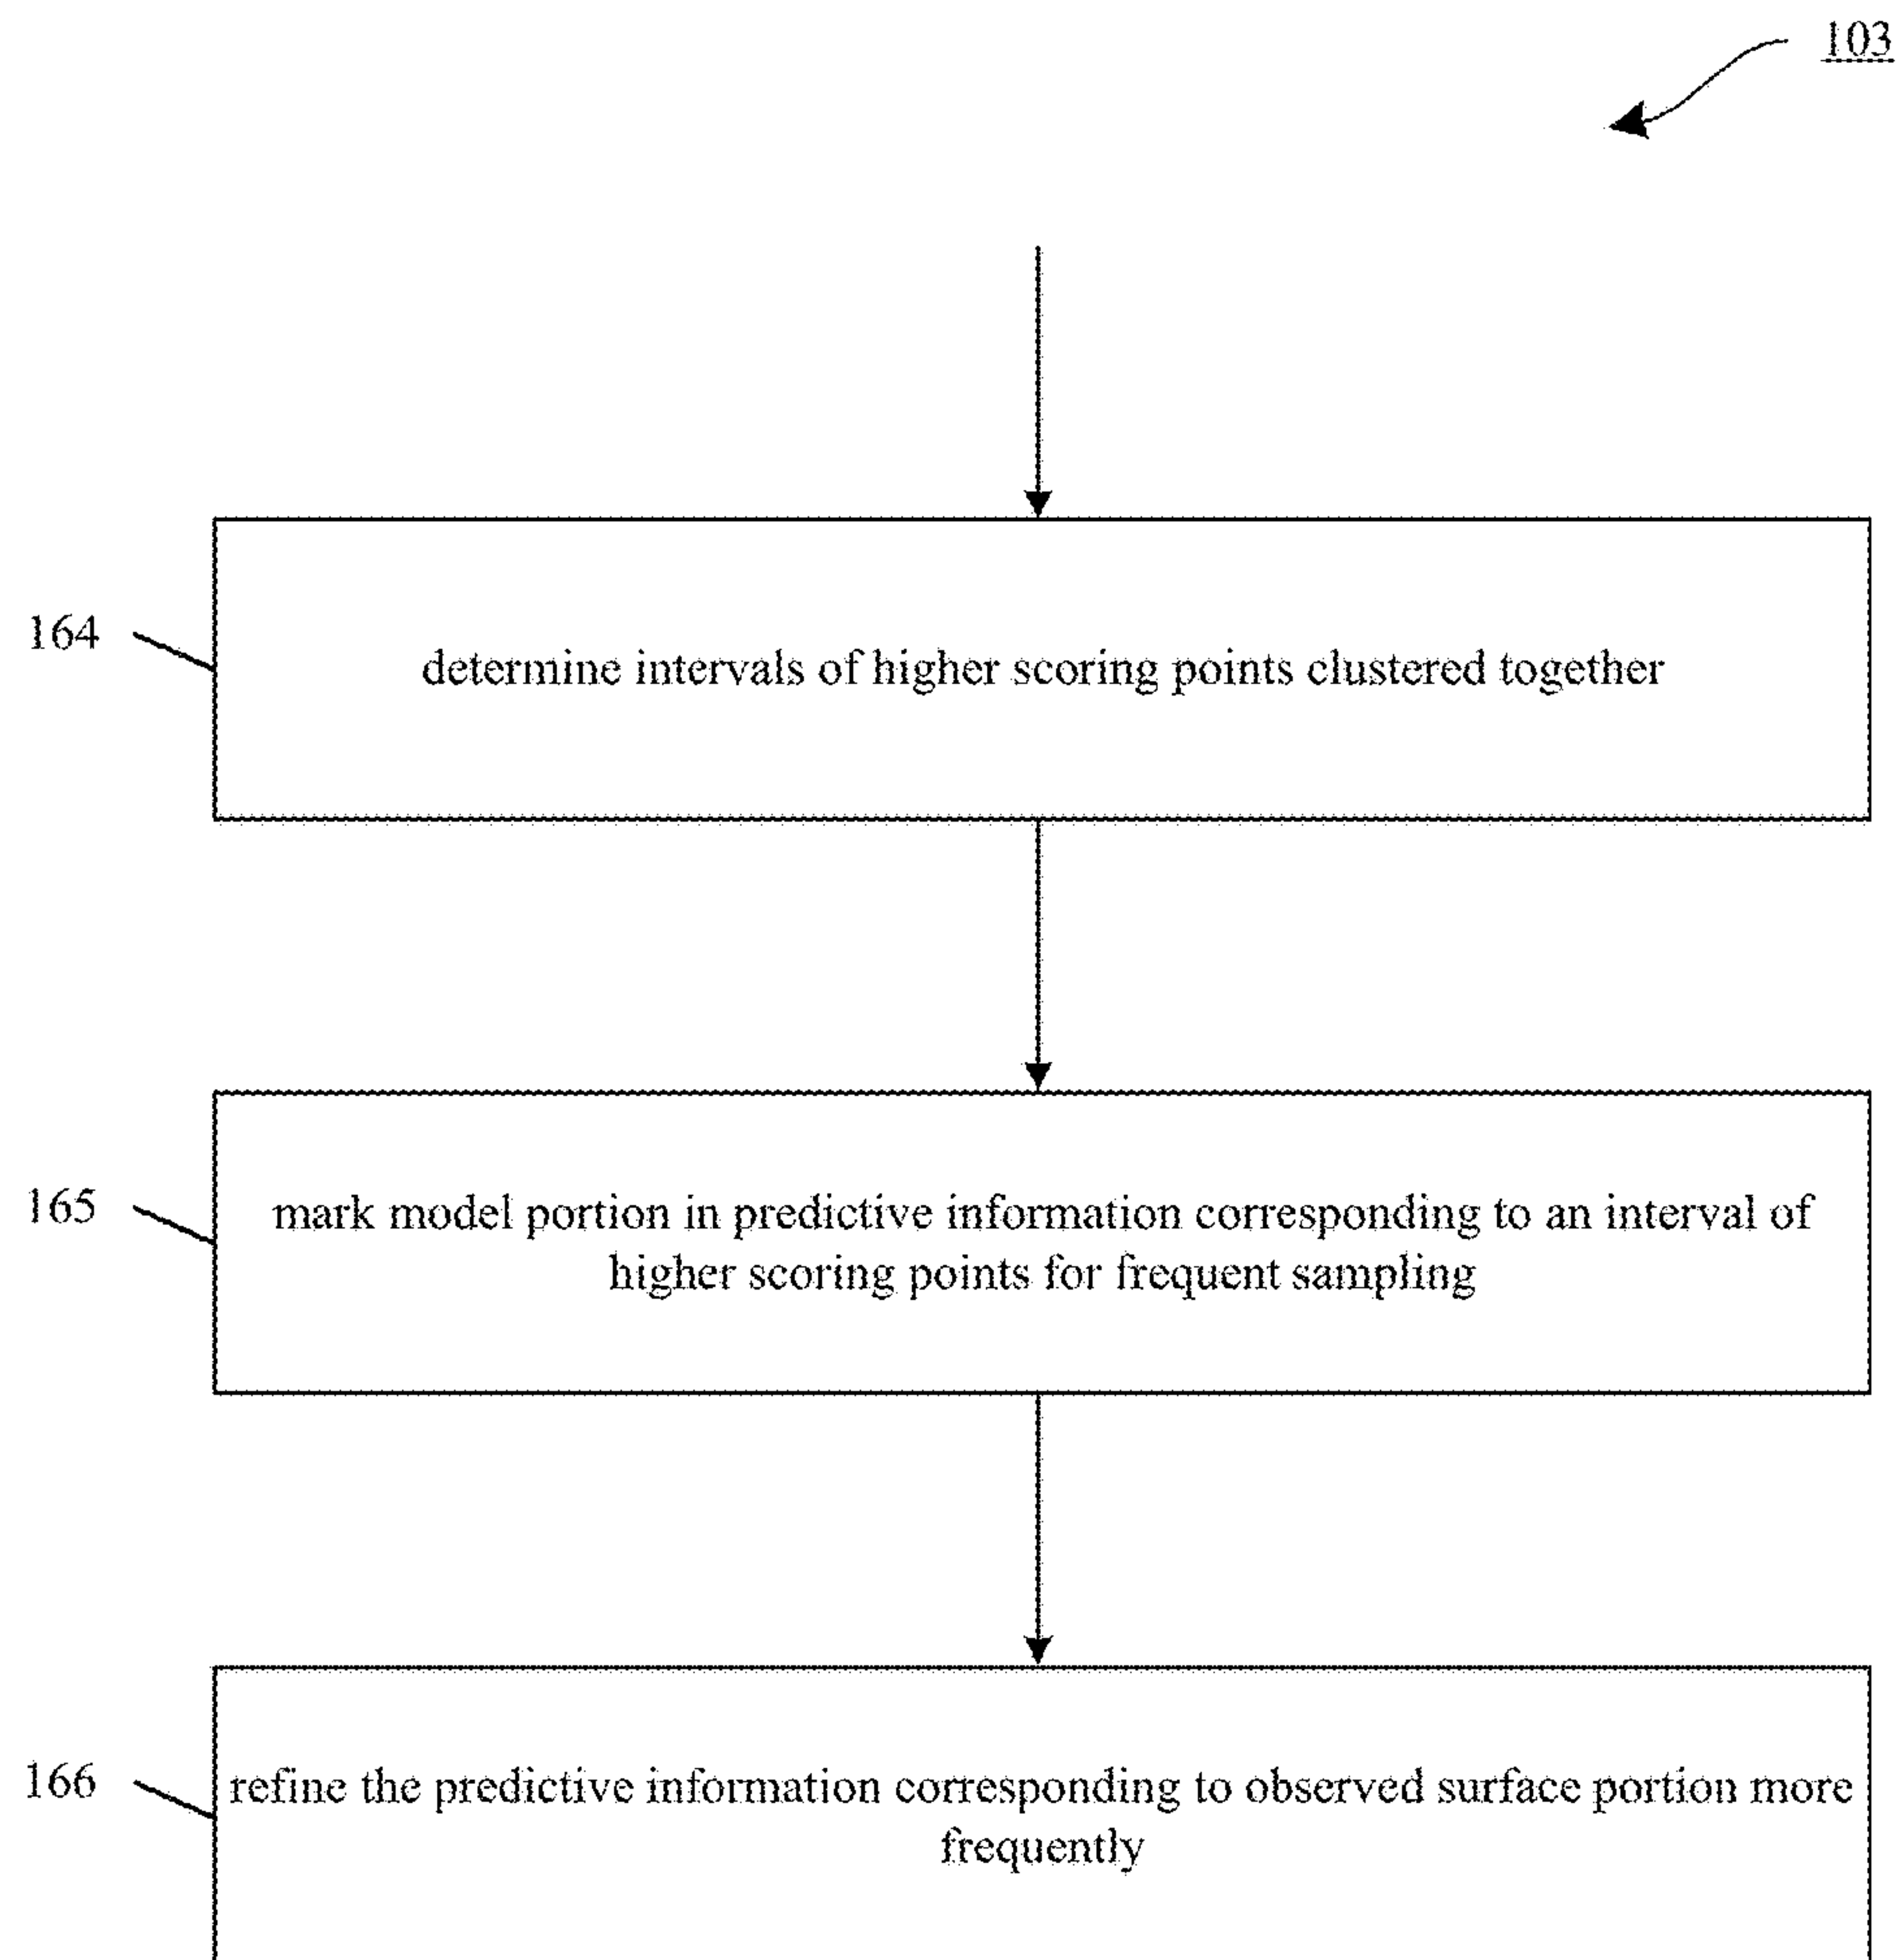 103
164
determine intervals of higher scoring points clustered together
165
mark model portion in predictive information corresponding to an interval of
higher scoring points for frequent sampling
166
refine the predictive information corresponding to observed surface portion more
frequently